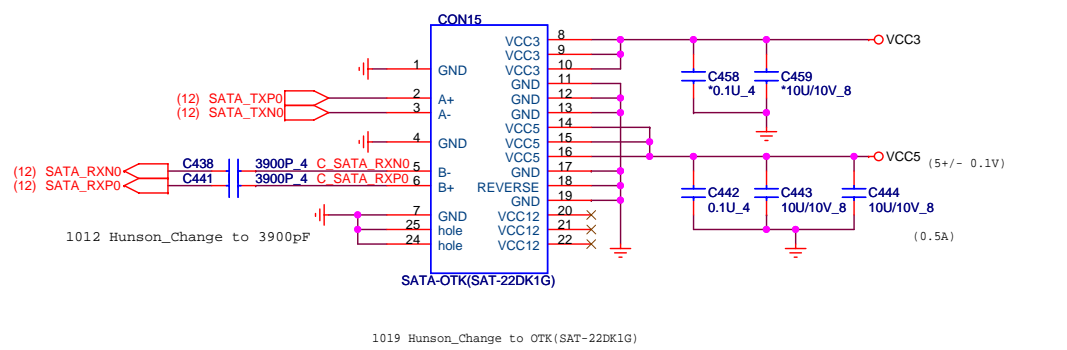 CON15
8 VCC3
VCC3
9 VCC3
10 VCC3
1 GND
11 GND
C458
*0.1U_4
C459
*10U/10V_8
(12) SATA_TXP0
2 A+
12 GND
(12) SATA_TXN0
3 A-
13 GND
14 VCC5
4 GND
15 VCC5
16 VCC5
VCC5
(5+/- 0.1V)
(12) SATA_RXN0
C438
3900P_4
C_SATA_RXN0
5 B-
17 GND
(12) SATA_RXP0
C441
3900P_4
C_SATA_RXP0
6 B+
18 REVERSE
19 GND
C442
0.1U_4
C443
10U/10V_8
C444
10U/10V_8
7 GND
20 VCC12
25 hole
21 VCC12
24 hole
22 VCC12
1012 Hunson_Change to 3900pF
(0.5A)
SATA-OTK(SAT-22DK1G)
1019 Hunson_Change to OTK(SAT-22DK1G)